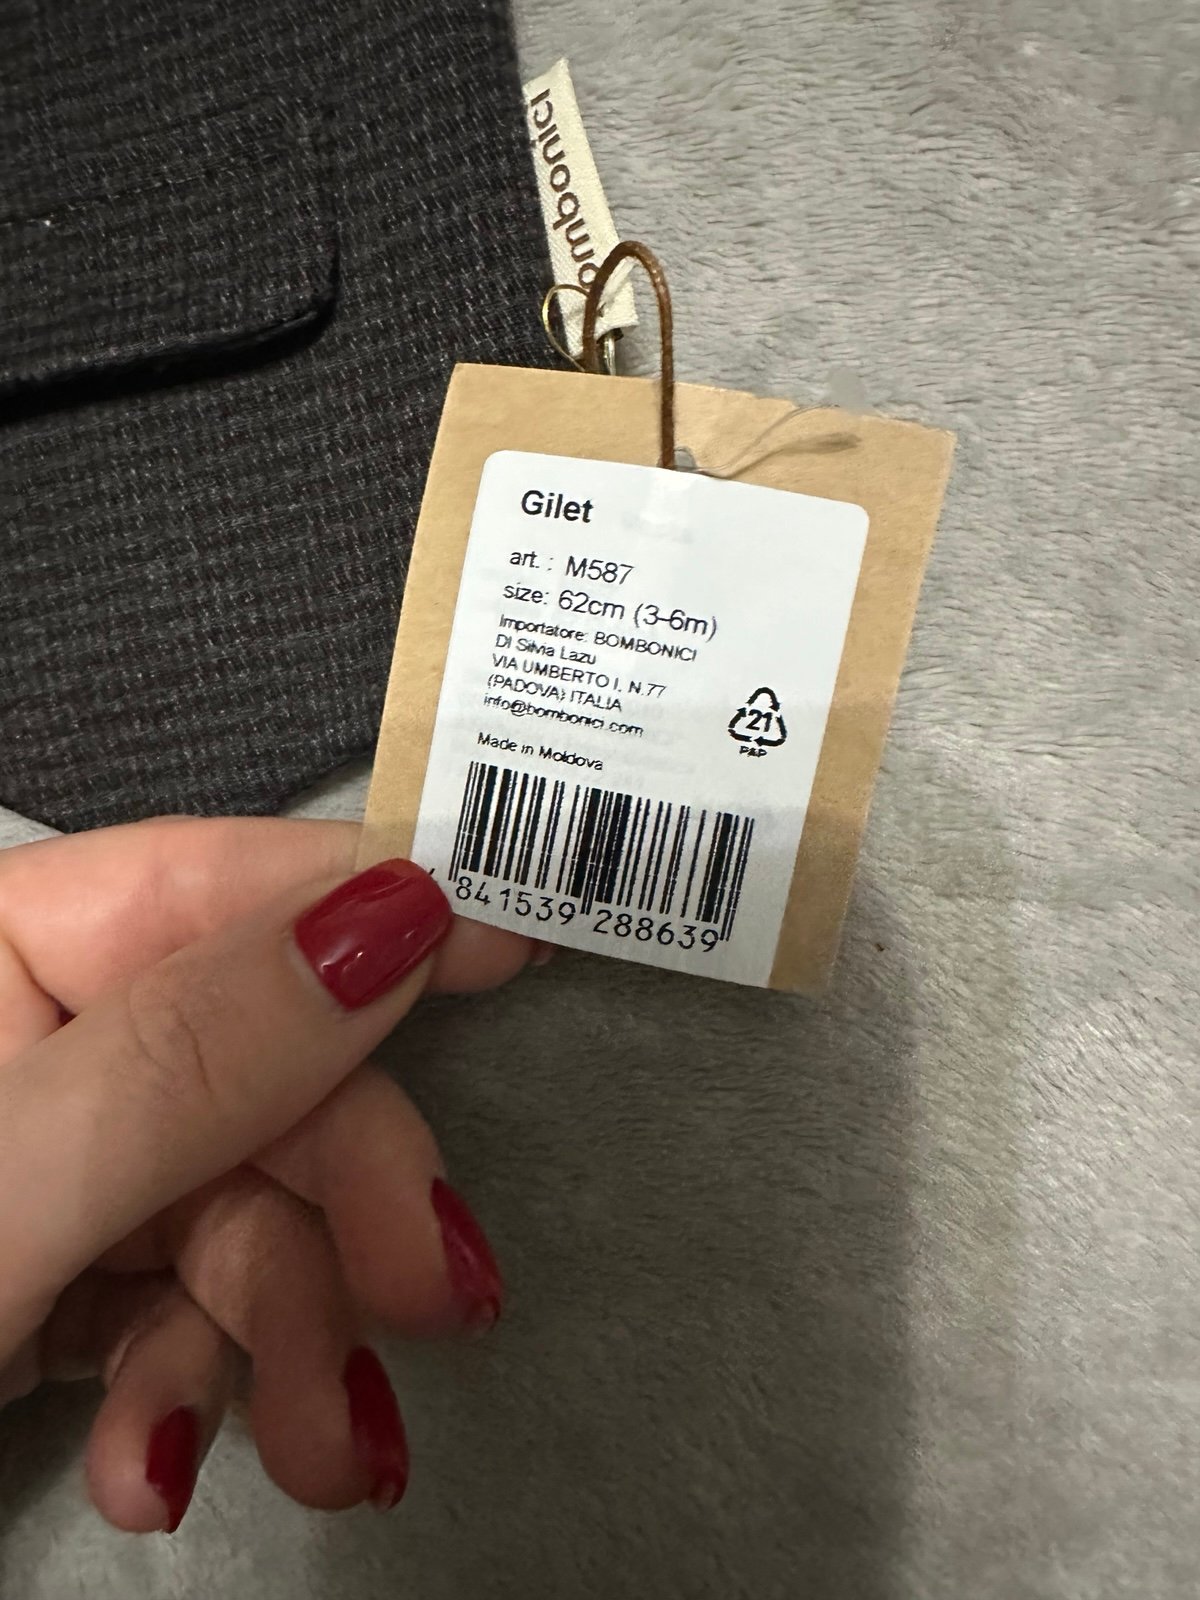 ombonici
Gilet
art. : M587
size: 62cm (3-6m)
Importatore: BOMBONICI
DI Silvia Lazu
VIA UMBERTO I, N.77
(PADOVA) ITALIA
info@bombonici.com
21
PAP
Made in Moldova
841539 288639